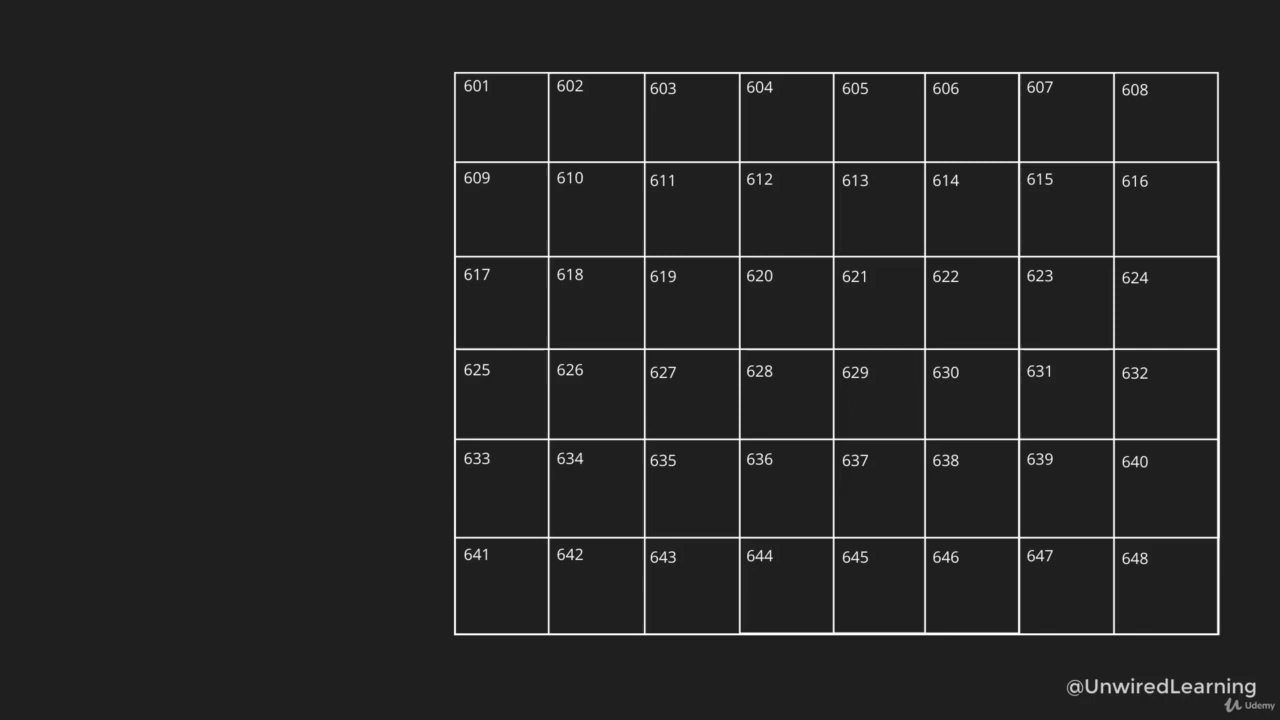 601 602 603 604 605 606 607 608
609 610 611 612 613 614 615 616
617 618 619 620 621 622 623 624
625 626 627 628 629 630 631 632
633 634 635 636 637 638 639 640
641 642 643 644 645 646 647 648
@UnwiredLearning
Udemy